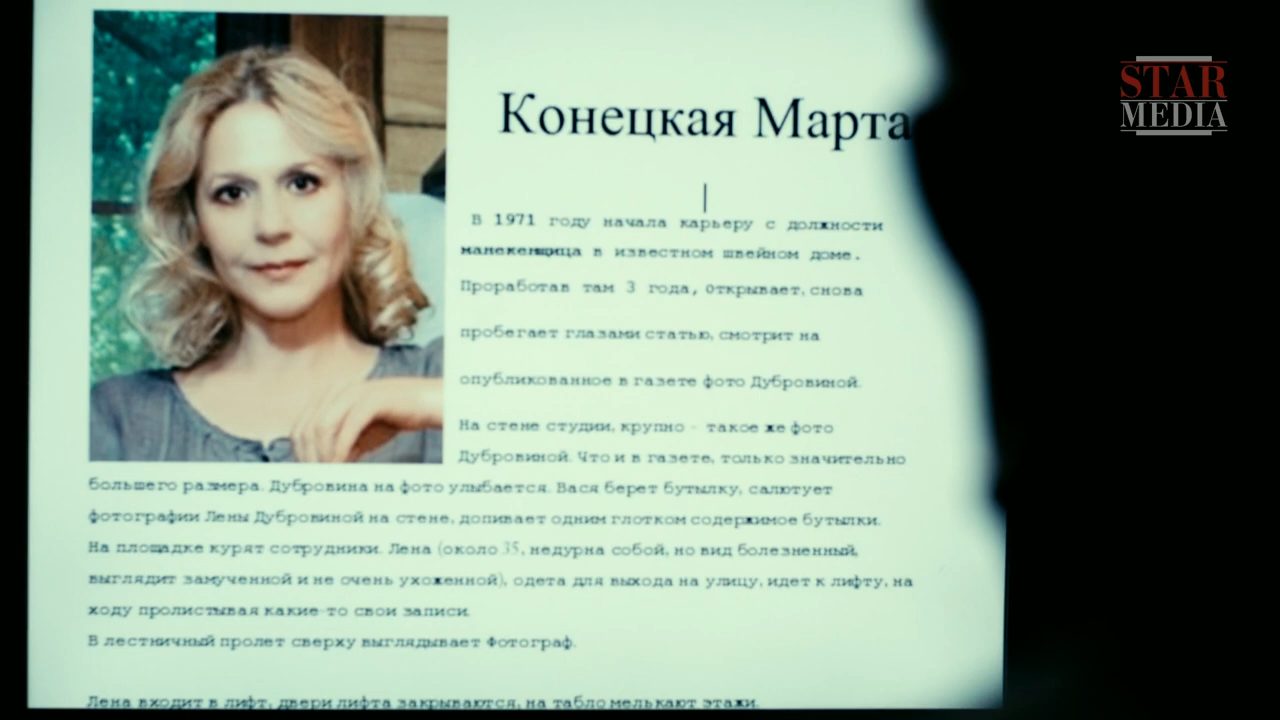 STAR
MEDIA
Конецкая Марта
В 1971 году начала карьеру с должности
манекенщица в известном швейном доме.
Проработав там 3 года, открывает, снова
пробегает глазами статью, смотрит на
опубликованное в газете фото Дубровиной.
На стене студии, крупно - такое же фото
Дубровиной. Что и в газете, только значительно
большего размера. Дубровина на фото улыбается. Вася берет бутылку, салютует
фотографии Лены Дубровиной на стене, допивает одним глотком содержимое бутылки.
На площадке курят сотрудники. Лена (около 35, недурна собой, но вид болезненный,
выглядит замученной и не очень ухоженной), одета для выхода на улицу, идет к лифту, на
ходу пролистывая какие-то свои записи.
В лестничный пролет сверху выглядывает Фотограф.
Лена входит в лифт, двери лифта закрываются, на табло мелькают этажи.